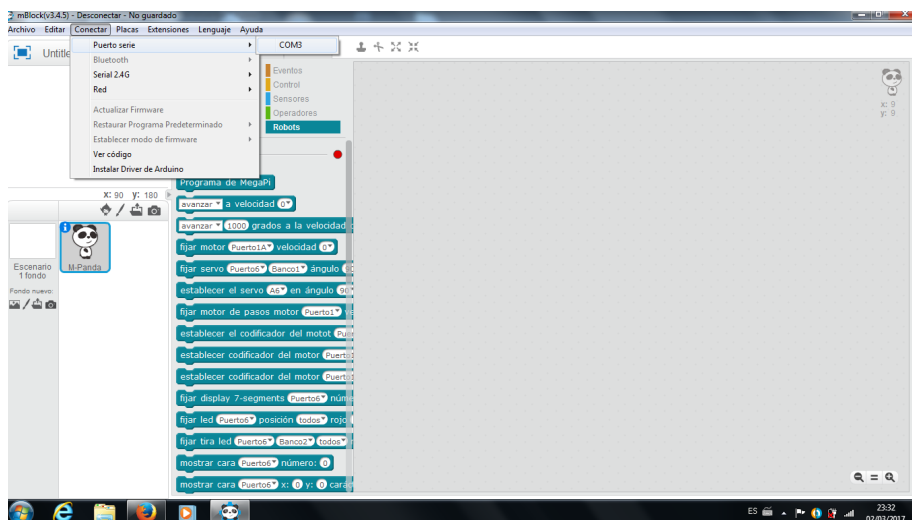 mBlock(v3.4.5) - Desconectar - No guardado
Archivo Editar Conectar Placas Extensiones Lenguaje Ayuda
Puerto serie
COM3
Bluetooth
Serial 2.4G
Red
Actualizar Firmware
Restaurar Programa Predeterminado
Establecer modo de firmware
Ver código
Instalar Driver de Arduino
Untitle
Eventos
Control
Sensores
Operadores
Robots
x: 9
y: 9
X: 90 y: 180
Escenario
1 fondo
Fondo nuevo:
M-Panda
Programa de MegaPi
avanzar a velocidad 0
avanzar 1000 grados a la velocidad
fijar motor Puerto1A velocidad 0
fijar servo Puerto6 Banco1 ángulo
establecer el servo A6 en ángulo 90
fijar motor de pasos motor Puerto1
establecer el codificador del motot
establecer codificador del motor
establecer codificador del motor
fijar display 7-segments Puerto6
fijar led Puerto6 posición todos rojo
fijar tira led Puerto6 Banco2 todos
mostrar cara Puerto6 número: 0
mostrar cara Puerto6 x: 0 y: 0
ES
23:32
02/03/2017